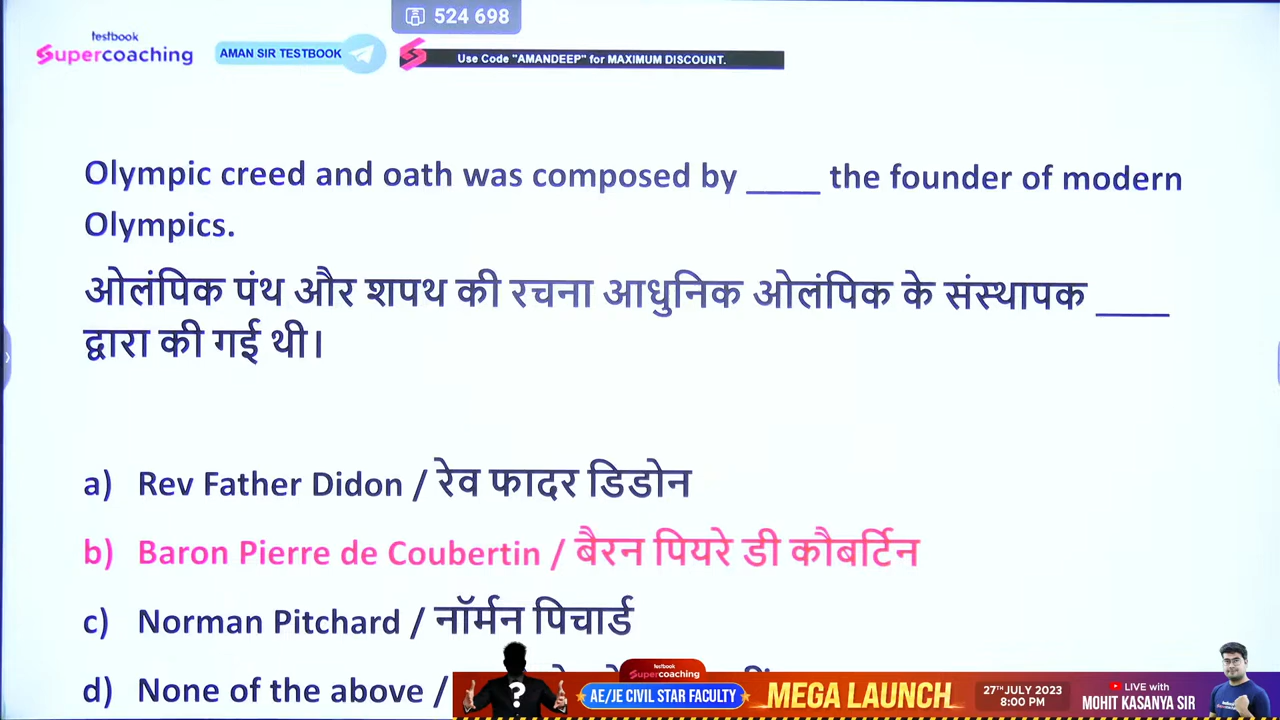 524 698
testbook
Supercoaching
AMAN SIR TESTBOOK
Use Code "AMANDEEP" for MAXIMUM DISCOUNT.
Olympic creed and oath was composed by ____ the founder of modern
Olympics.
ओलंपिक पंथ और शपथ की रचना आधुनिक ओलंपिक के संस्थापक ____
द्वारा की गई थी।
a) Rev Father Didon / रेव फादर डिडोन
b) Baron Pierre de Coubertin / बैरन पियरे डी कौबर्टिन
c) Norman Pitchard / नॉर्मन पिचार्ड
d) None of the above /
?
testbook
Supercoaching
AE/JE CIVIL STAR FACULTY
MEGA LAUNCH
27TH JULY 2023
8:00 PM
LIVE with
MOHIT KASANYA SIR